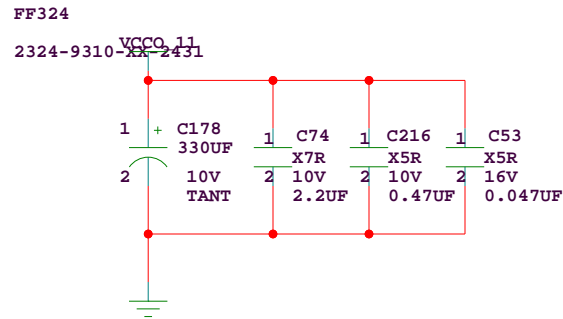 FF324
VCCO_11
2324-9310-XX-2431
1 + C178
330UF
2 10V
TANT
1 C74
X7R
2 10V
2.2UF
1 C216
X5R
2 10V
0.47UF
1 C53
X5R
2 16V
0.047UF